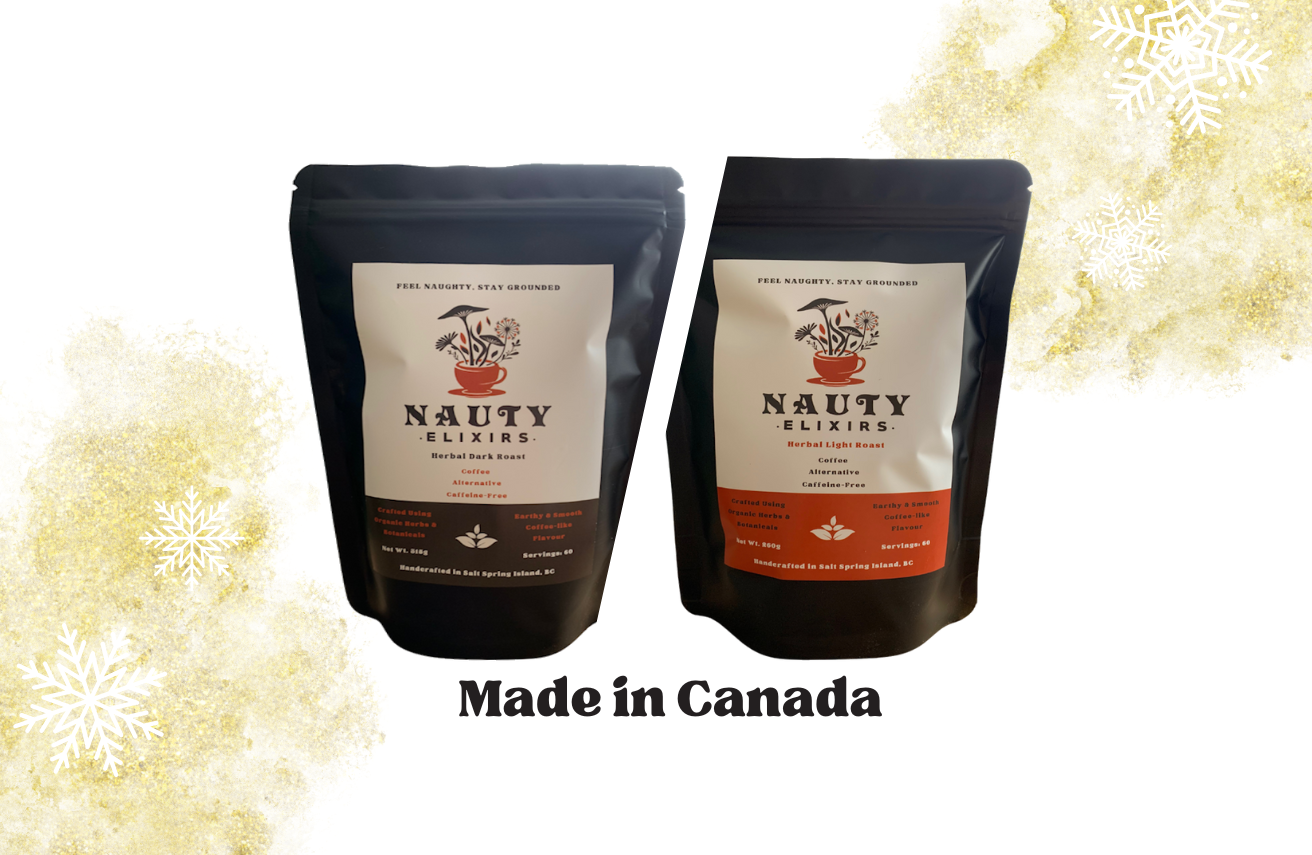 FEEL NAUGHTY. STAY GROUNDED
NAUTY
·ELIXIRS·
Herbal Dark Roast
Coffee
Alternative
Caffeine-Free
Crafted Using
Organic Herbs &
Botanicals
Earthy & Smooth
Coffee-like
Flavour
Net Wt.
Servings: 60
Handcrafted in Salt Spring Island, BC
FEEL NAUGHTY. STAY GROUNDED
NAUTY
·ELIXIRS·
Herbal Light Roast
Coffee
Alternative
Caffeine-Free
Crafted Using
Organic Herbs &
Botanicals
Earthy & Smooth
Coffee-like
Flavour
Net Wt.
Servings:
Handcrafted in Salt Spring Island, BC
Made in Canada